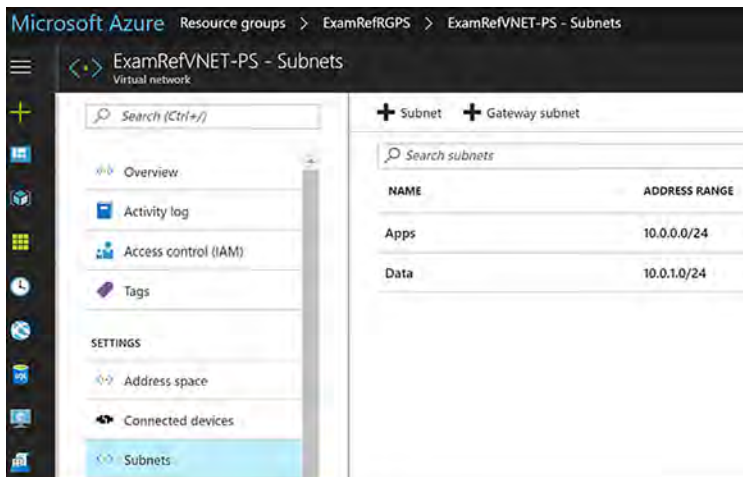 Microsoft Azure Resource groups > ExamRefRGPS > ExamRefVNET-PS - Subnets
ExamRefVNET-PS - Subnets
Virtual network
Search (Ctrl+/)
Overview
Activity log
Access control (IAM)
Tags
SETTINGS
Address space
Connected devices
Subnets
+ Subnet + Gateway subnet
Search subnets
NAME ADDRESS RANGE
Apps 10.0.0.0/24
Data 10.0.1.0/24